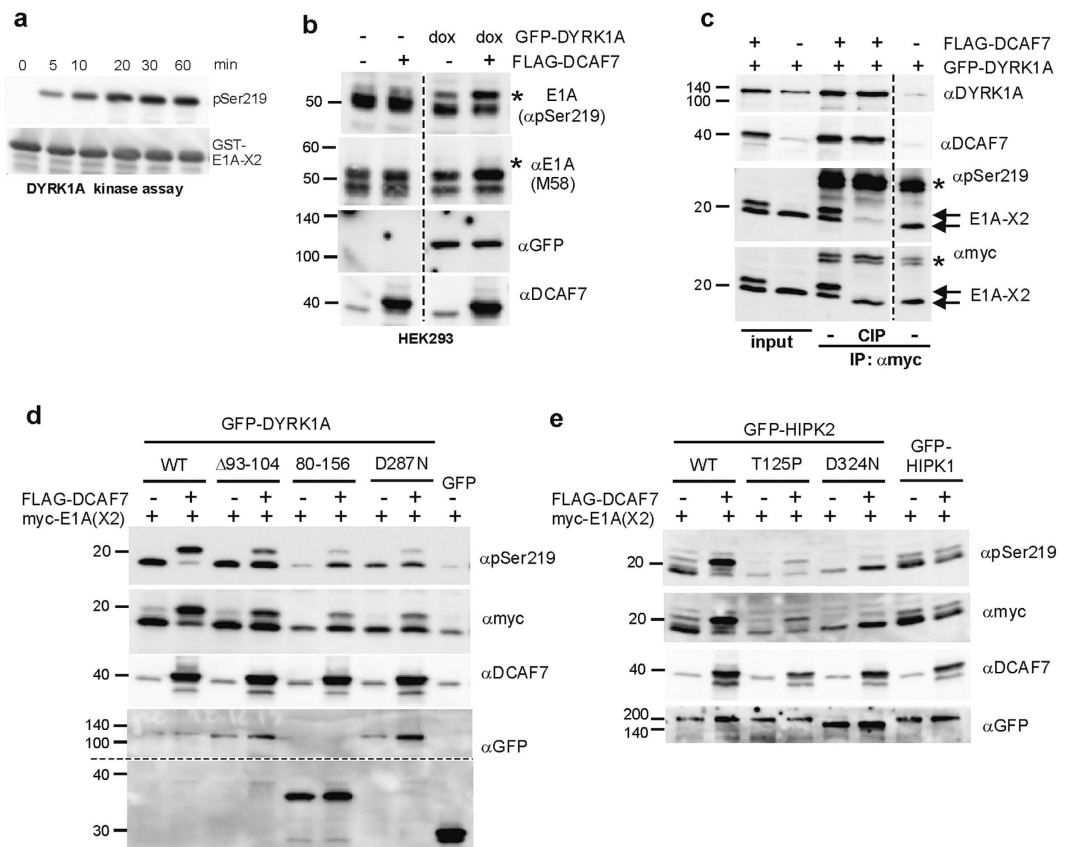 a
0 5 10 20 30 60 min
pSer219
GST-
E1A-X2
DYRK1A kinase assay
b
- - dox dox GFP-DYRK1A
- + - + FLAG-DCAF7
50
* E1A
(αpSer219)
60
50
* αE1A
(M58)
140
100
αGFP
40
αDCAF7
HEK293
c
+ - + + - FLAG-DCAF7
+ + + + + GFP-DYRK1A
140
100
αDYRK1A
40
αDCAF7
αpSer219
*
20
E1A-X2
αmyc
*
20
E1A-X2
input
- CIP -
IP: αmyc
d
GFP-DYRK1A
WT Δ93-104 80-156 D287N GFP
FLAG-DCAF7 - + - + - + - + -
myc-E1A(X2) + + + + + + + + +
20
αpSer219
20
αmyc
40
αDCAF7
140
100
αGFP
40
30
e
GFP-HIPK2
GFP-
HIPK1
WT T125P D324N
FLAG-DCAF7 - + - + - + - +
myc-E1A(X2) + + + + + + + +
20
αpSer219
20
αmyc
40
αDCAF7
200
140
αGFP